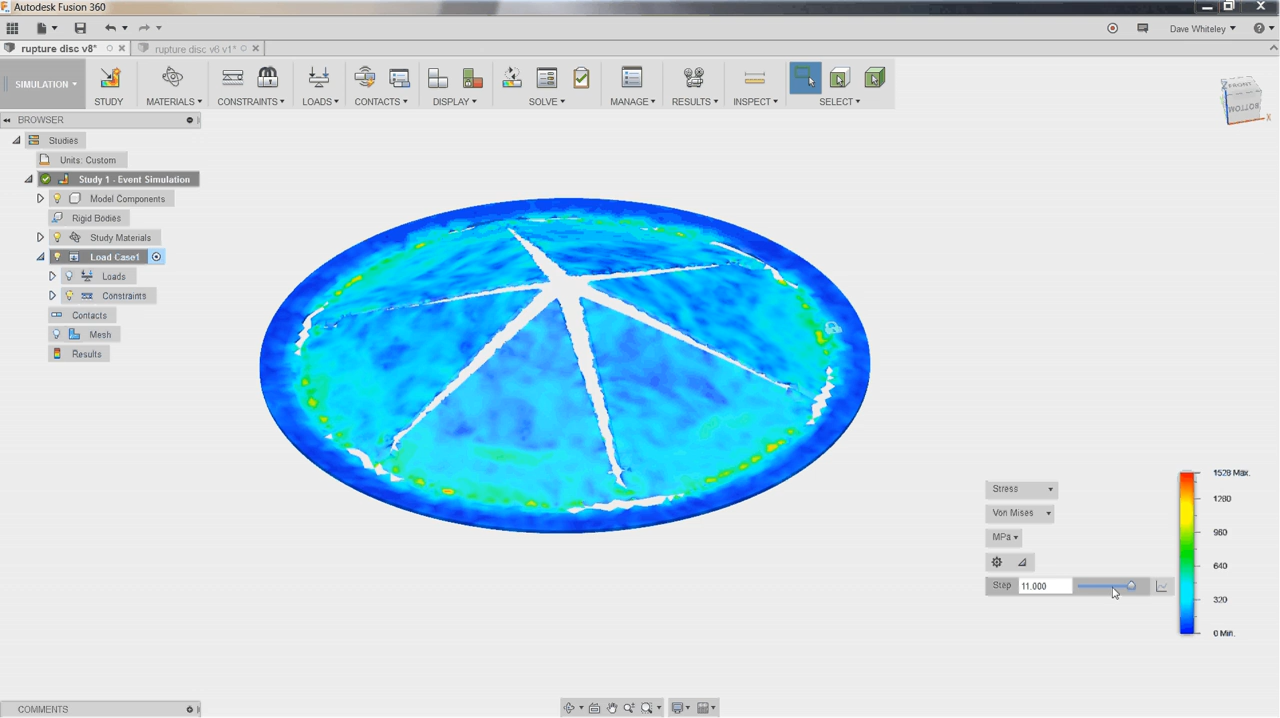 Autodesk Fusion 360
Dave Whiteley
rupture disc v8*
rupture disc v6 v1*
SIMULATION
STUDY
MATERIALS
CONSTRAINTS
LOADS
CONTACTS
DISPLAY
SOLVE
MANAGE
RESULTS
INSPECT
SELECT
FRONT
BOTTOM
Z
X
BROWSER
Studies
Units: Custom
Study 1 - Event Simulation
Model Components
Rigid Bodies
Study Materials
Load Case1
Loads
Constraints
Contacts
Mesh
Results
Stress
Von Mises
MPa
Step 11.000
1528 Max.
1280
960
640
320
0 Min.
COMMENTS